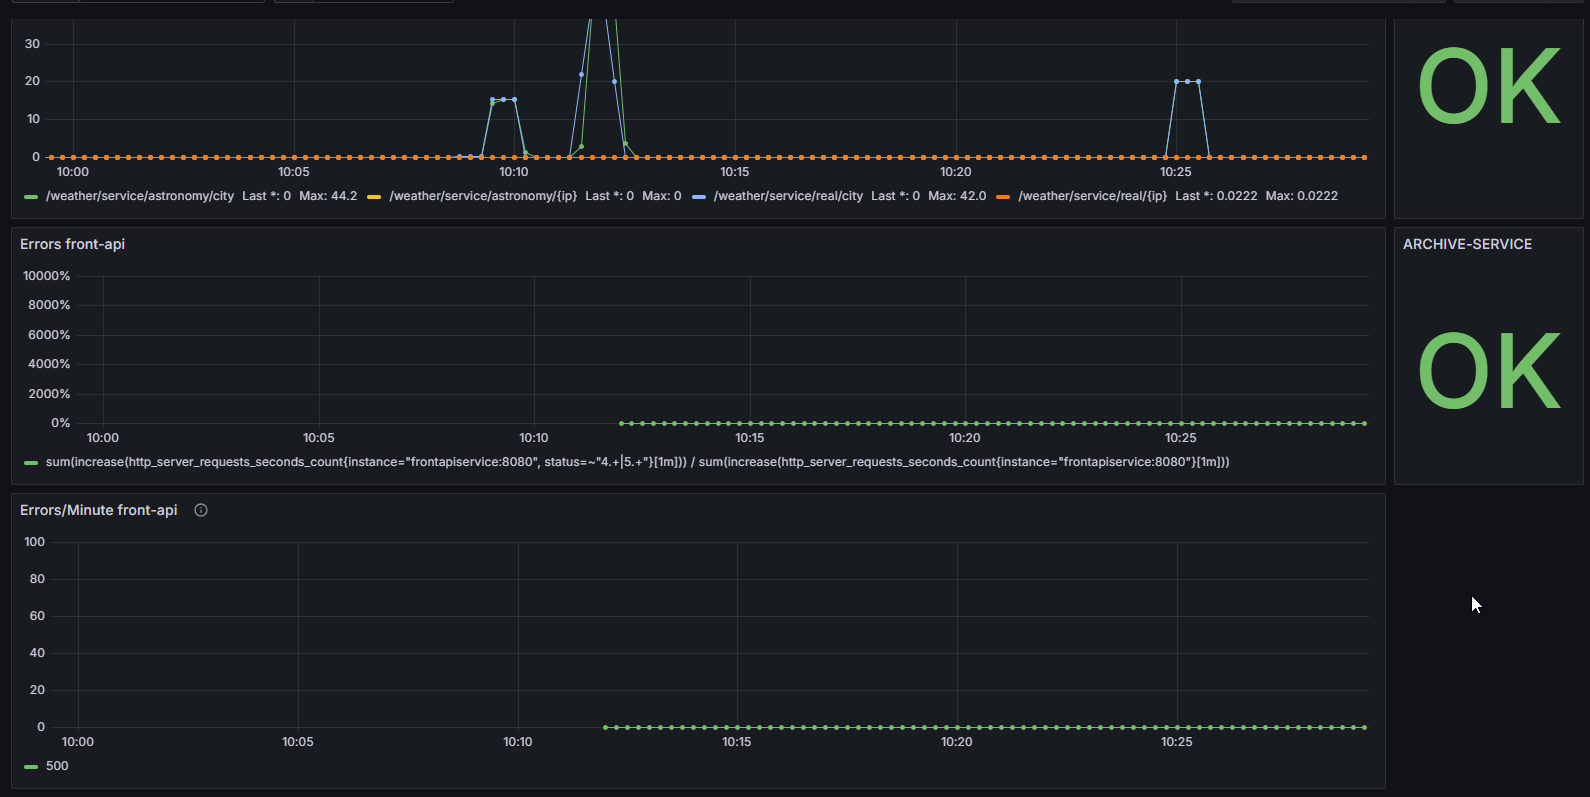 30
20
10
0
10:00 10:05 10:10 10:15 10:20 10:25
/weather/service/astronomy/city Last *: 0 Max: 44.2 /weather/service/astronomy/{ip} Last *: 0 Max: 0 /weather/service/real/city Last *: 0 Max: 42.0 /weather/service/real/{ip} Last *: 0.0222 Max: 0.0222
OK
Errors front-api
10000%
8000%
6000%
4000%
2000%
0%
10:00 10:05 10:10 10:15 10:20 10:25
sum(increase(http_server_requests_seconds_count{instance="frontapiservice:8080", status=~"4.+|5.+"}[1m])) / sum(increase(http_server_requests_seconds_count{instance="frontapiservice:8080"}[1m]))
ARCHIVE-SERVICE
OK
Errors/Minute front-api
100
80
60
40
20
0
10:00 10:05 10:10 10:15 10:20 10:25
500